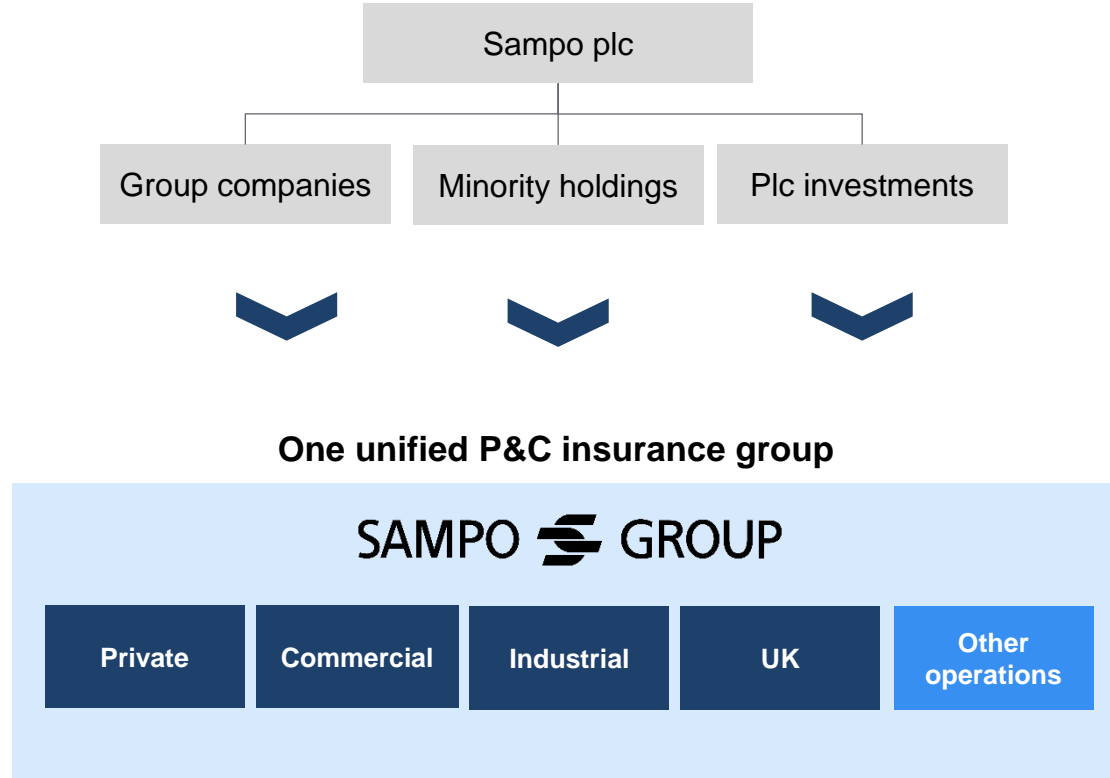 Sampo plc
Group companies
Minority holdings
Plc investments
One unified P&C insurance group
SAMPO GROUP
Private
Commercial
Industrial
UK
Other
operations